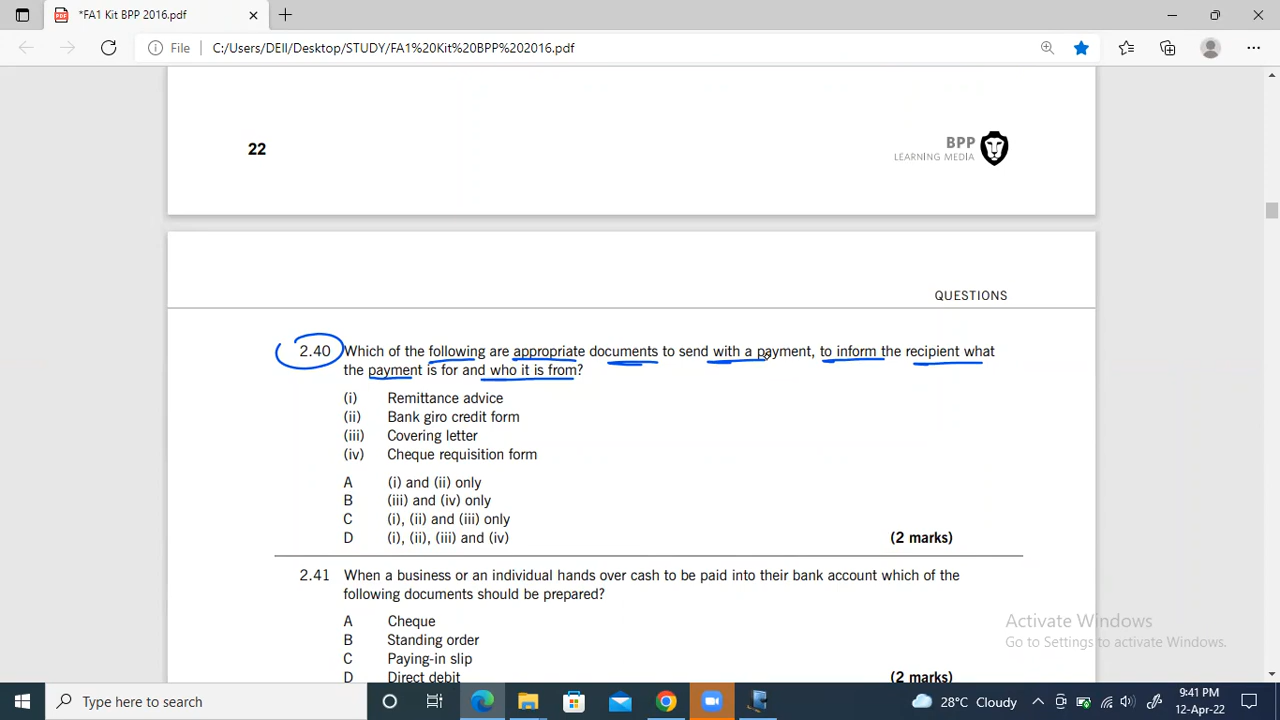 *FA1 Kit BPP 2016.pdf
File C:/Users/DEll/Desktop/STUDY/FA1%20Kit%20BPP%202016.pdf
22
BPP
LEARNING MEDIA
QUESTIONS
2.40 Which of the following are appropriate documents to send with a payment, to inform the recipient what
the payment is for and who it is from?
(i) Remittance advice
(ii) Bank giro credit form
(iii) Covering letter
(iv) Cheque requisition form
A (i) and (ii) only
B (iii) and (iv) only
C (i), (ii) and (iii) only
D (i), (ii), (iii) and (iv) (2 marks)
2.41 When a business or an individual hands over cash to be paid into their bank account which of the
following documents should be prepared?
A Cheque
B Standing order
C Paying-in slip
D Direct debit (2 marks)
Activate Windows
Go to Settings to activate Windows.
Type here to search
28°C Cloudy
9:41 PM
12-Apr-22